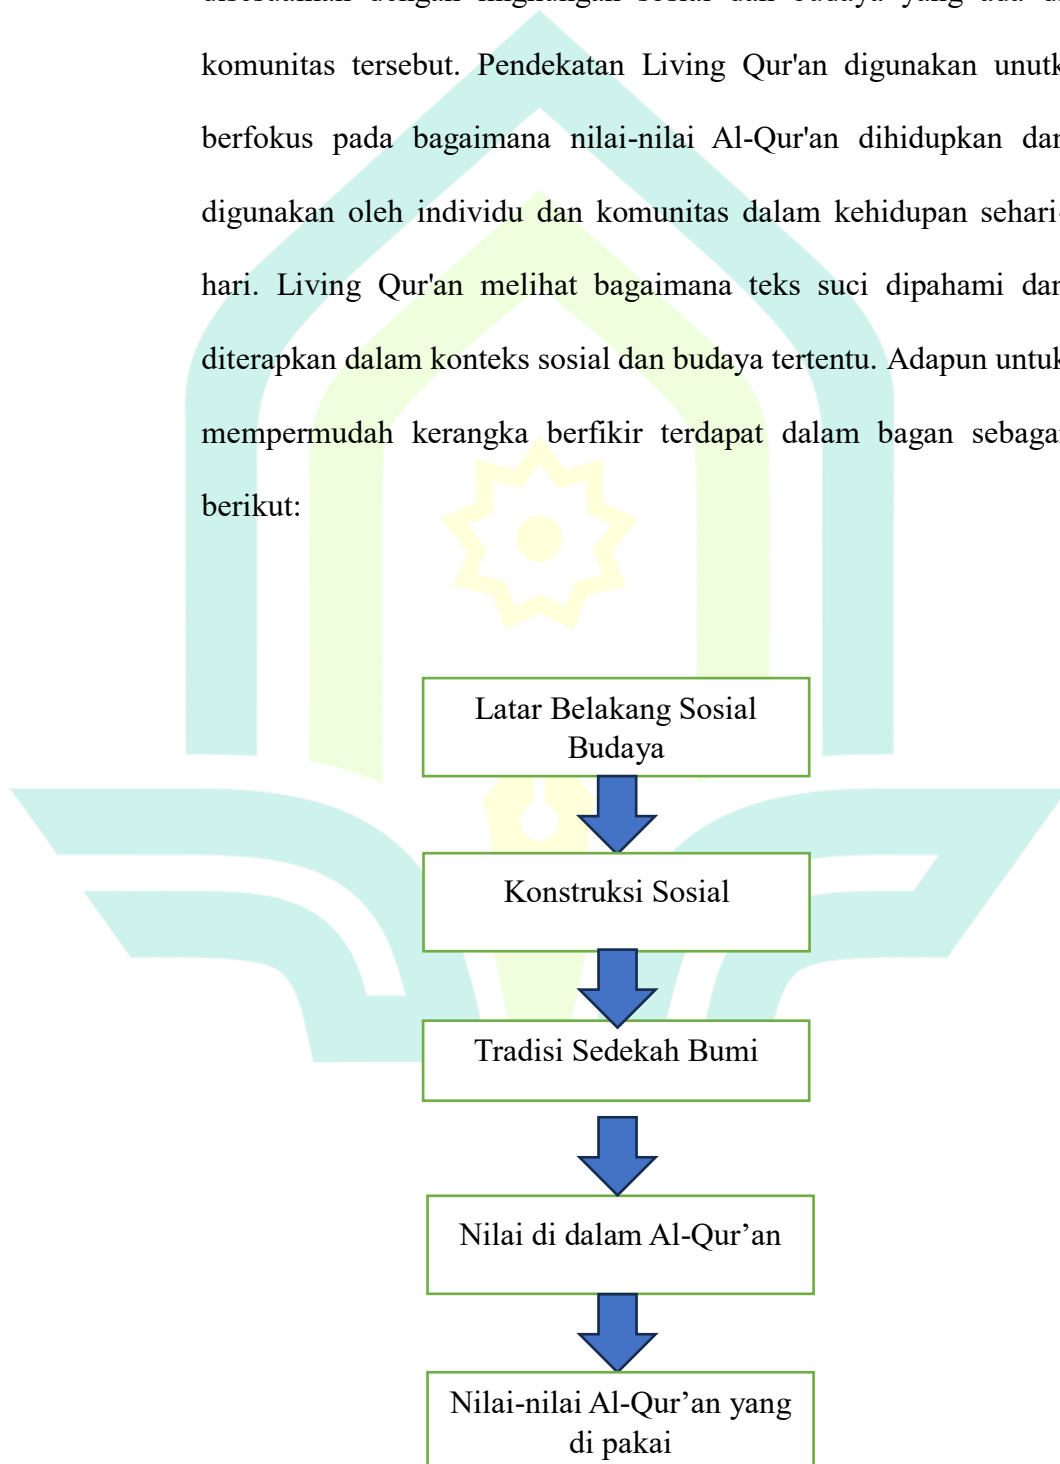 komunitas tersebut. Pendekatan Living Qur'an digunakan unutk
berfokus pada bagaimana nilai-nilai Al-Qur'an dihidupkan dan
digunakan oleh individu dan komunitas dalam kehidupan sehari-
hari. Living Qur'an melihat bagaimana teks suci dipahami dan
diterapkan dalam konteks sosial dan budaya tertentu. Adapun untuk
mempermudah kerangka berfikir terdapat dalam bagan sebagai
berikut:
Latar Belakang Sosial
Budaya
Konstruksi Sosial
Tradisi Sedekah Bumi
Nilai di dalam Al-Qur’an
Nilai-nilai Al-Qur’an yang
di pakai